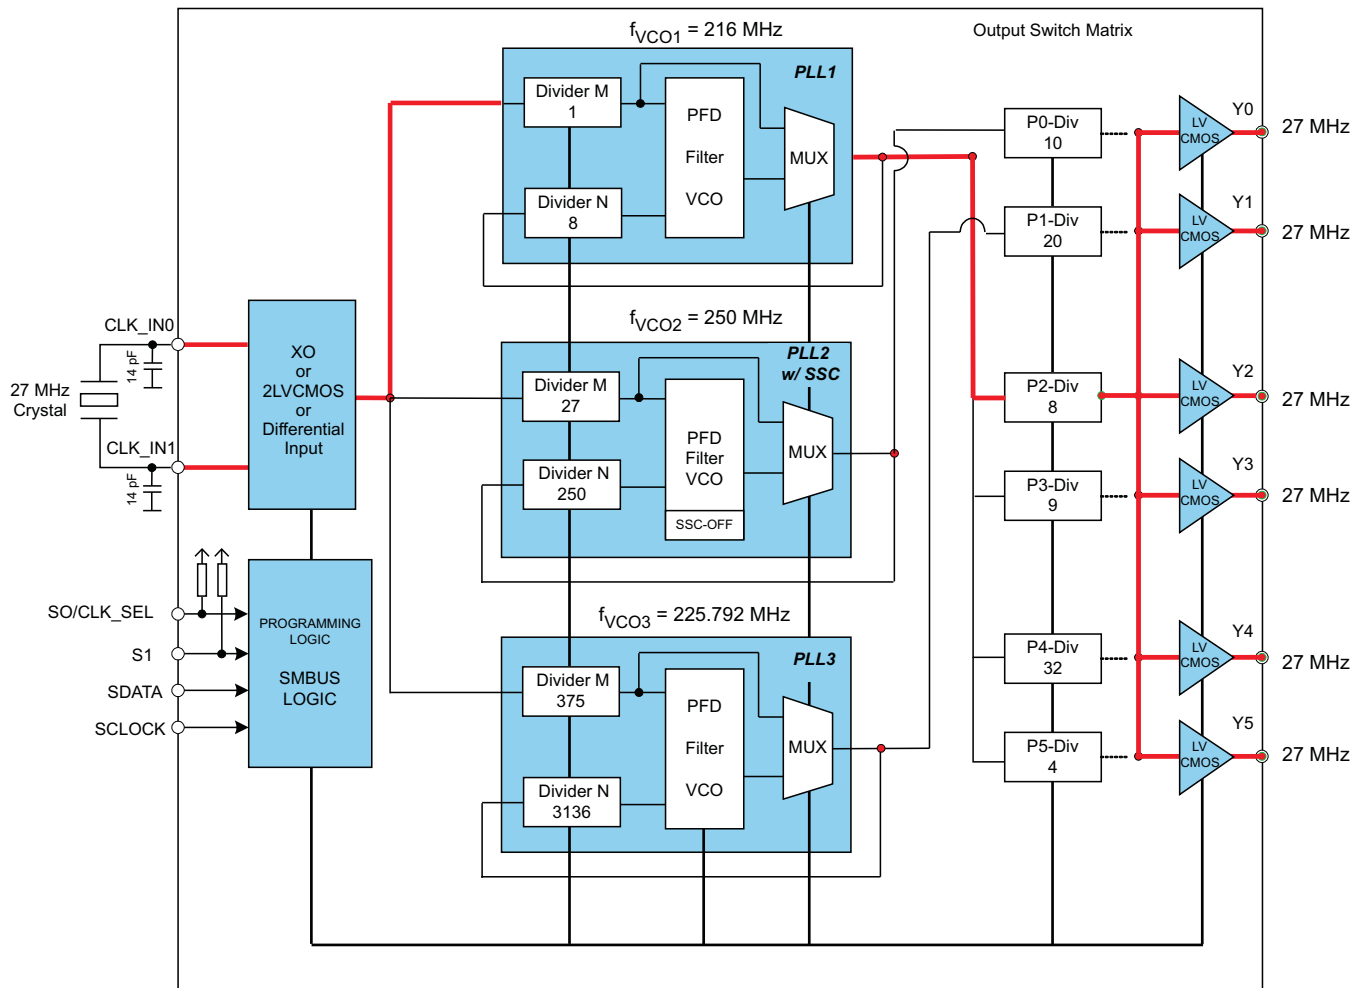 fVCO1 = 216 MHz
Output Switch Matrix
PLL1
Divider M
1
PFD
Filter
VCO
MUX
Divider N
8
P0-Div
10
LV
CMOS
Y0
27 MHz
P1-Div
20
LV
CMOS
Y1
27 MHz
fVCO2 = 250 MHz
PLL2
w/ SSC
Divider M
27
PFD
Filter
VCO
SSC-OFF
MUX
Divider N
250
P2-Div
8
LV
CMOS
Y2
27 MHz
P3-Div
9
LV
CMOS
Y3
27 MHz
CLK_IN0
14 pF
27 MHz
Crystal
CLK_IN1
14 pF
XO
or
2LVCMOS
or
Differential
Input
SO/CLK_SEL
S1
SDATA
SCLOCK
PROGRAMMING
LOGIC
SMBUS
LOGIC
fVCO3 = 225.792 MHz
PLL3
Divider M
375
PFD
Filter
VCO
MUX
Divider N
3136
P4-Div
32
LV
CMOS
Y4
27 MHz
P5-Div
4
LV
CMOS
Y5
27 MHz